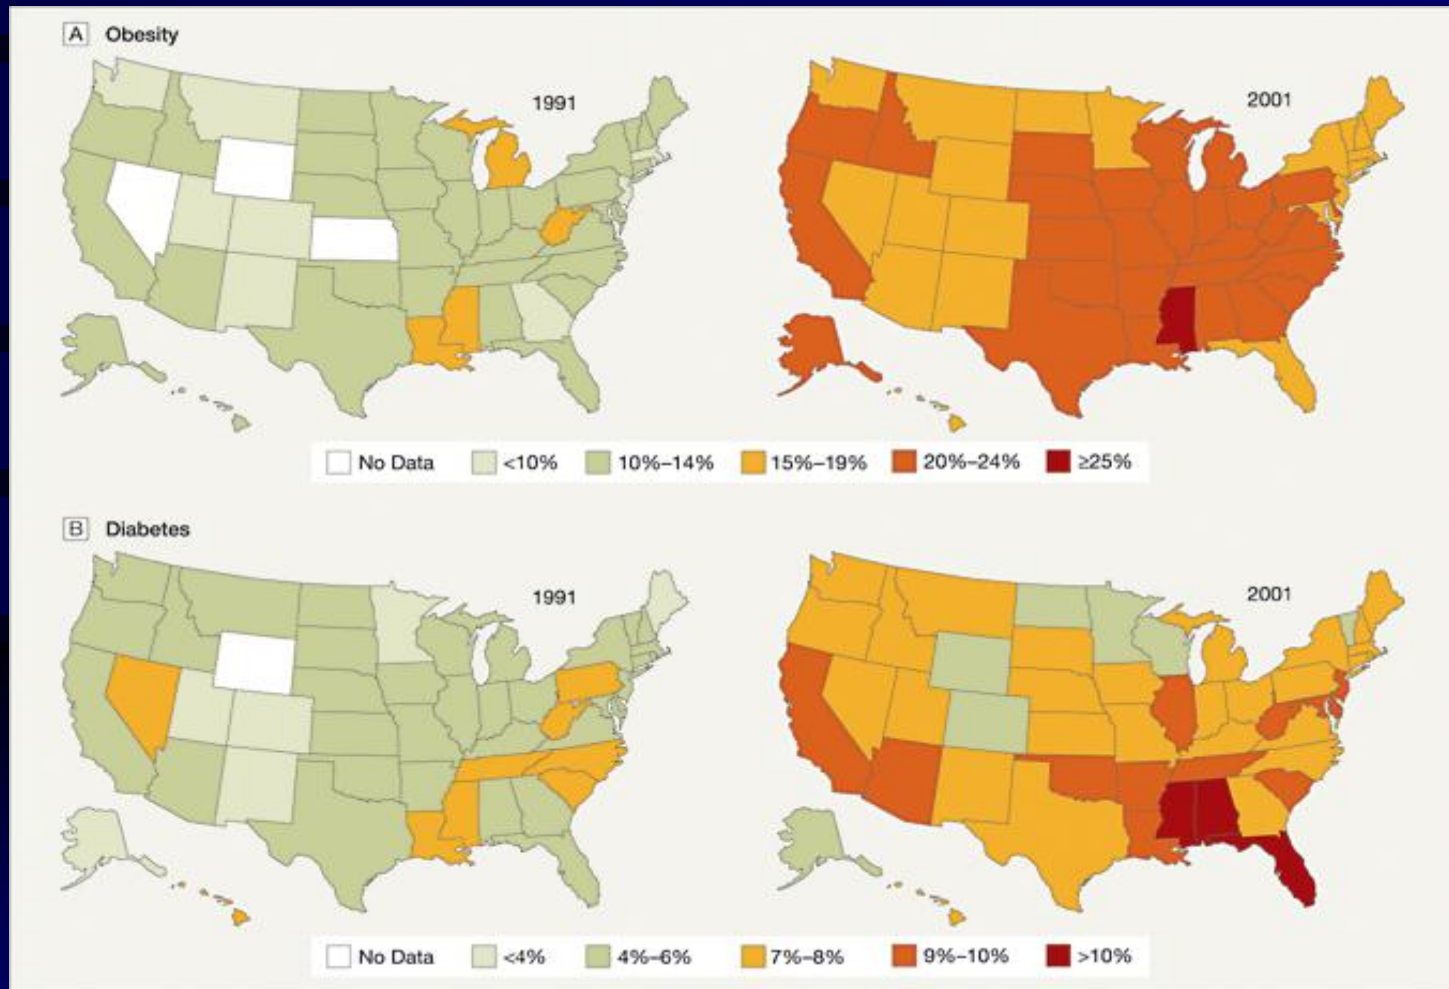 A Obesity
1991
2001
No Data <10% 10%–14% 15%–19% 20%–24% ≥25%
B Diabetes
1991
2001
No Data <4% 4%–6% 7%–8% 9%–10% >10%